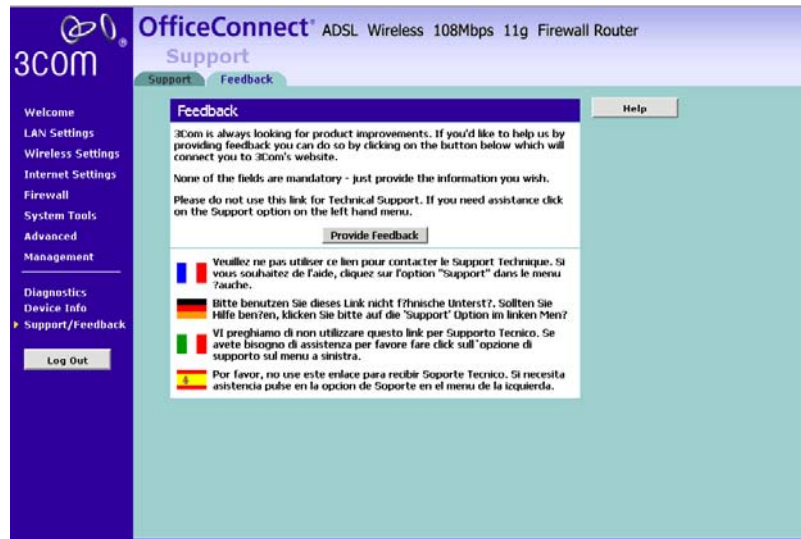 3COM
OfficeConnect® ADSL Wireless 108Mbps 11g Firewall Router
Support
Support Feedback
Welcome
LAN Settings
Wireless Settings
Internet Settings
Firewall
System Tools
Advanced
Management
Diagnostics
Device Info
Support/Feedback
Log Out
Feedback
3Com is always looking for product improvements. If you'd like to help us by
providing feedback you can do so by clicking on the button below which will
connect you to 3Com's website.
None of the fields are mandatory - just provide the information you wish.
Please do not use this link for Technical Support. If you need assistance click
on the Support option on the left hand menu.
Provide Feedback
Veuillez ne pas utiliser ce lien pour contacter le Support Technique. Si
vous souhaitez de l'aide, cliquez sur l'option "Support" dans le menu
?auche.
Bitte benutzen Sie dieses Link nicht f?hnische Unterst?. Sollten Sie
Hilfe ben?en, klicken Sie bitte auf die 'Support' Option im linken Men?
VI preghiamo di non utilizzare questo link per Supporto Tecnico. Se
avete bisogno di assistenza per favore fare click sull'opzione di
supporto sul menu a sinistra.
Por favor, no use este enlace para recibir Soporte Tecnico. Si necesita
asistencia pulse en la opcion de Soporte en el menu de la izquierda.
Help